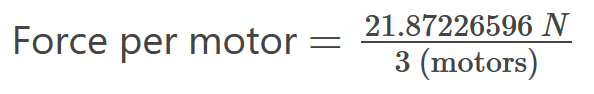 Force per motor = 21.87226596 N
3 (motors)